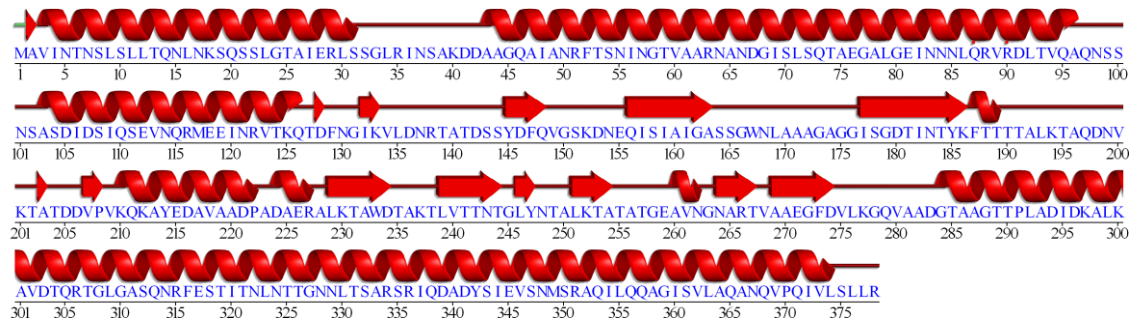 MAVINTNSLSLLTQNLNKSQSSLGTAIERLSSGLRINSAKDDAAGQAIANRFTSNINGTVAARNANDGISLSQTAEGALGEINNNLQRVRDLTVQAQNSS
1 5 10 15 20 25 30 35 40 45 50 55 60 65 70 75 80 85 90 95 100
NSASDIDSIQSEVNQRMEEINRVTKQTDFNGIKVLDNRTATDSSYDFQVGSKDNEQISIAIGASSGWNLAAAGAGGISGDTINTYKFTTTTALKTAQDNV
101 105 110 115 120 125 130 135 140 145 150 155 160 165 170 175 180 185 190 195 200
KTATDDVPVKQKAYEDAVAADPADAERALKTAWDTAKTLVTTNTGLYNTALKTATATGEAVNGNARTVAAEGFDVLKGQVAADGTAAGTTPLADIDKALK
201 205 210 215 220 225 230 235 240 245 250 255 260 265 270 275 280 285 290 295 300
AVDTQRTGLGASQNRFESTITNLNTTGNNLTSARSRIQDADYSIEVSNMSRAQILQQAGISVLAQANQVPQIVLSLLR
301 305 310 315 320 325 330 335 340 345 350 355 360 365 370 375